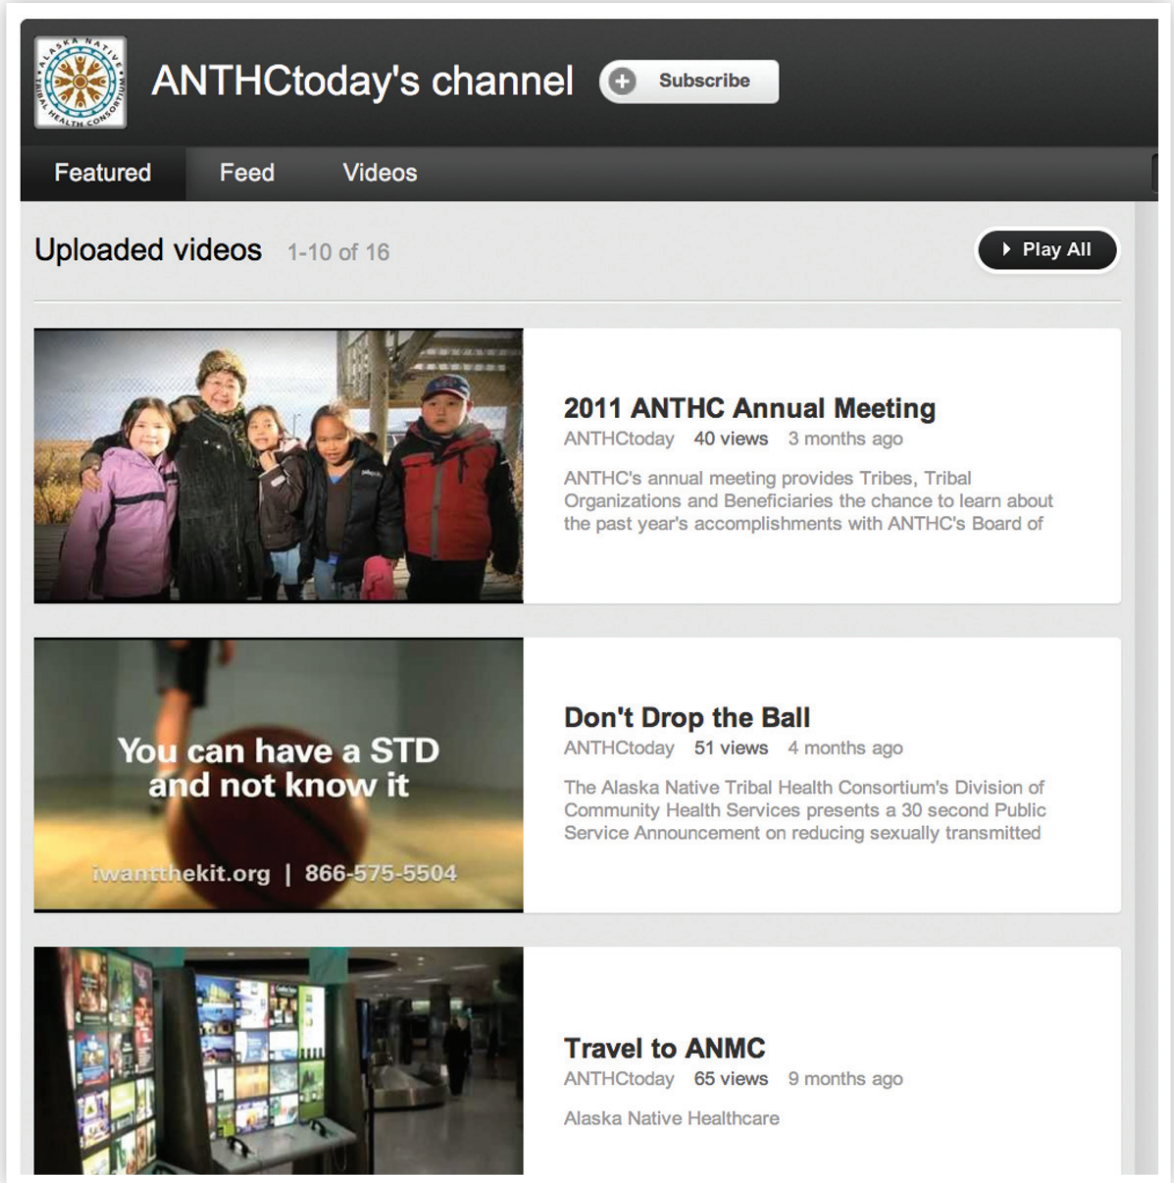 ALASKA NATIVE
TRIBAL HEALTH CONSORTIUM
ANTHCtoday's channel
Subscribe
Featured Feed Videos
Uploaded videos 1-10 of 16
Play All
2011 ANTHC Annual Meeting
ANTHCtoday 40 views 3 months ago
ANTHC's annual meeting provides Tribes, Tribal
Organizations and Beneficiaries the chance to learn about
the past year's accomplishments with ANTHC's Board of
You can have a STD
and not know it
iwantthekit.org | 866-575-5504
Don't Drop the Ball
ANTHCtoday 51 views 4 months ago
The Alaska Native Tribal Health Consortium's Division of
Community Health Services presents a 30 second Public
Service Announcement on reducing sexually transmitted
Travel to ANMC
ANTHCtoday 65 views 9 months ago
Alaska Native Healthcare